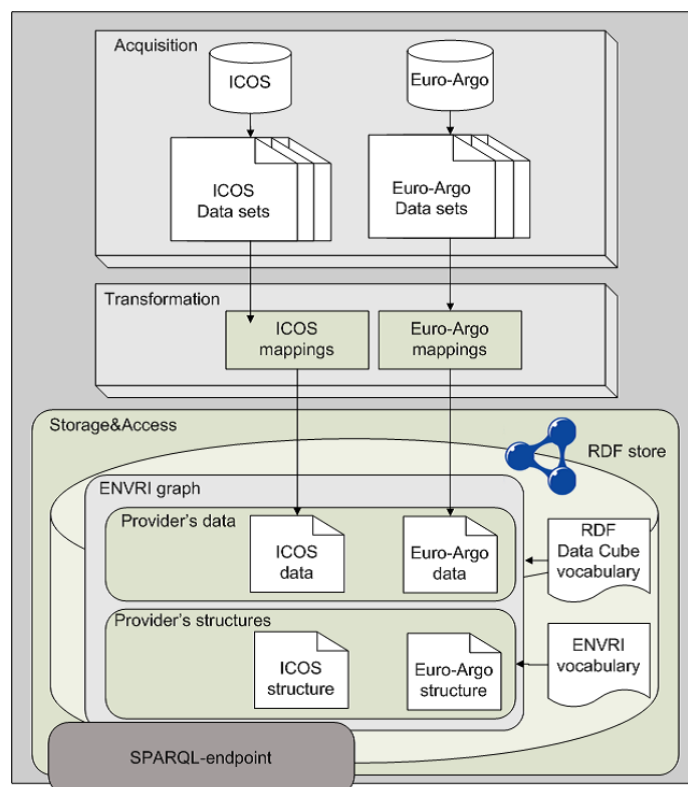 Acquisition
ICOS
Euro-Argo
ICOS
Data sets
Euro-Argo
Data sets
Transformation
ICOS
mappings
Euro-Argo
mappings
Storage&Access
RDF store
ENVRI graph
Provider's data
ICOS
data
Euro-Argo
data
RDF
Data Cube
vocabulary
Provider's structures
ICOS
structure
Euro-Argo
structure
ENVRI
vocabulary
SPARQL-endpoint